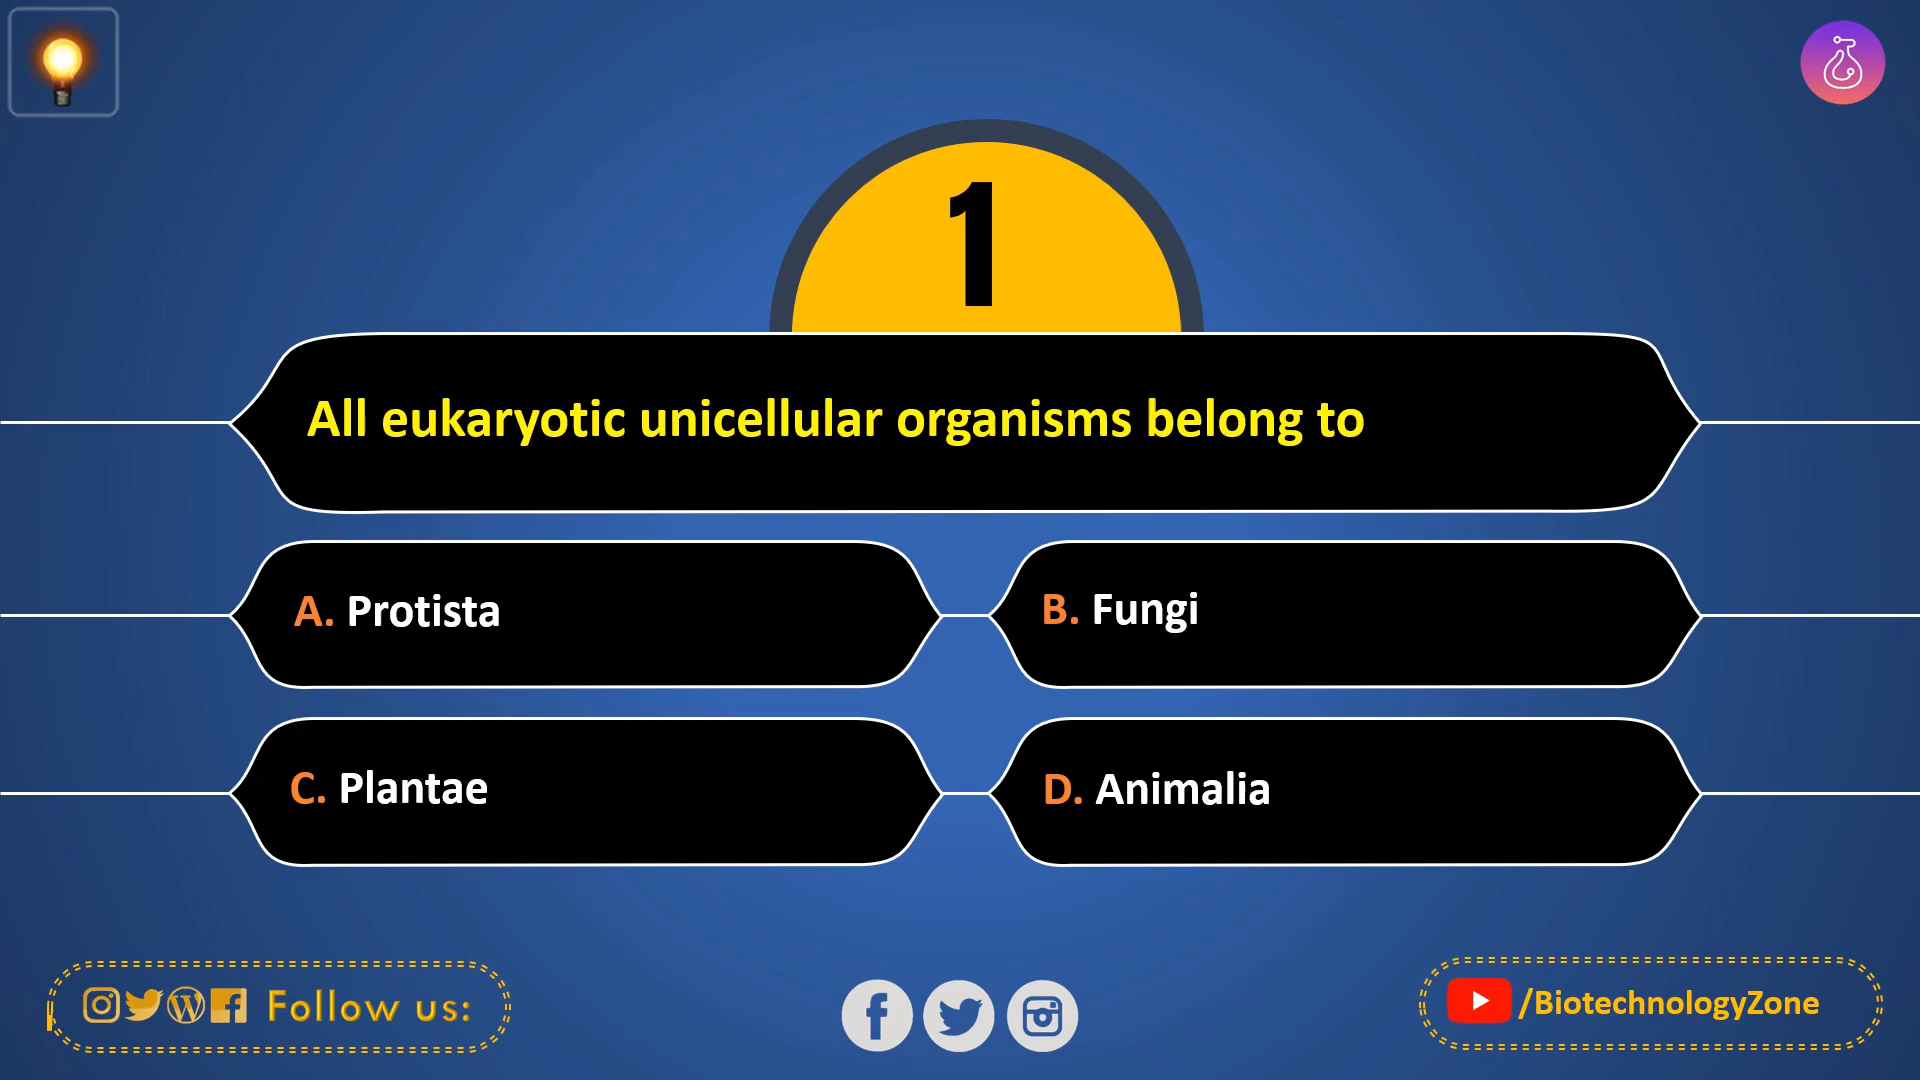 1
All eukaryotic unicellular organisms belong to
A. Protista
B. Fungi
C. Plantae
D. Animalia
Follow us:
/BiotechnologyZone